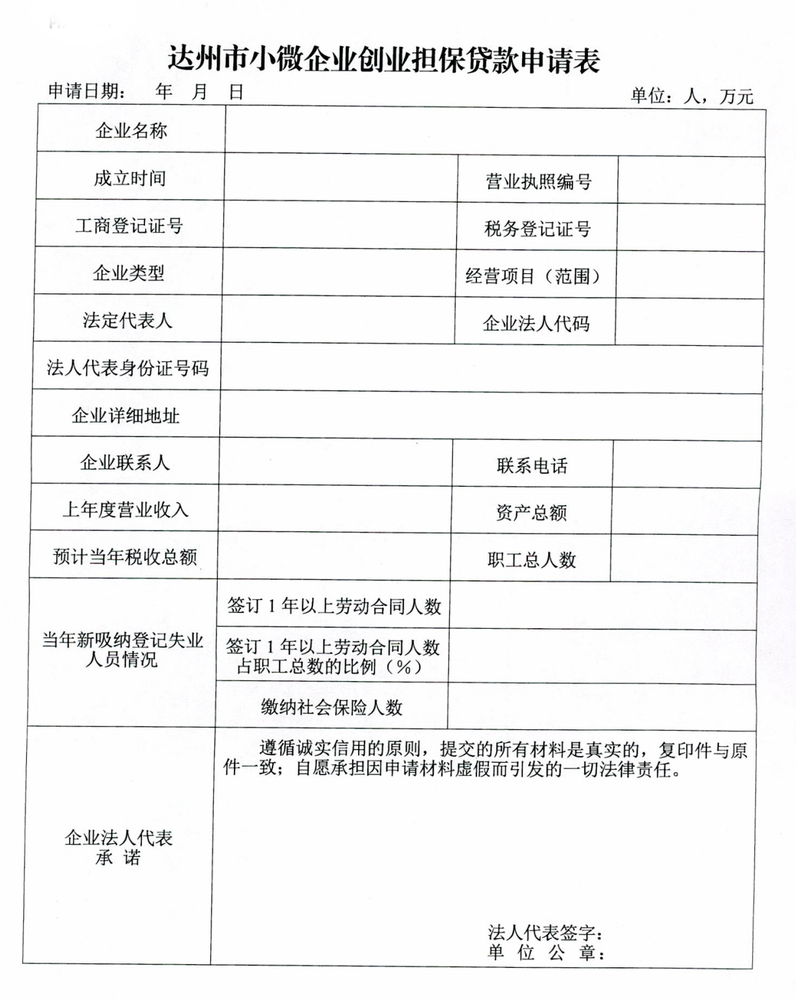 达州市小微企业创业担保贷款申请表
申请日期： 年 月 日 单位：人，万元
企业名称
成立时间 营业执照编号
工商登记证号 税务登记证号
企业类型 经营项目（范围）
法定代表人 企业法人代码
法人代表身份证号码
企业详细地址
企业联系人 联系电话
上年度营业收入 资产总额
预计当年税收总额 职工总人数
当年新吸纳登记失业
人员情况
签订1年以上劳动合同人数
签订1年以上劳动合同人数
占职工总数的比例（%）
缴纳社会保险人数
企业法人代表
承 诺
遵循诚实信用的原则，提交的所有材料是真实的，复印件与原
件一致；自愿承担因申请材料虚假而引发的一切法律责任。
法人代表签字：
单 位 公 章：